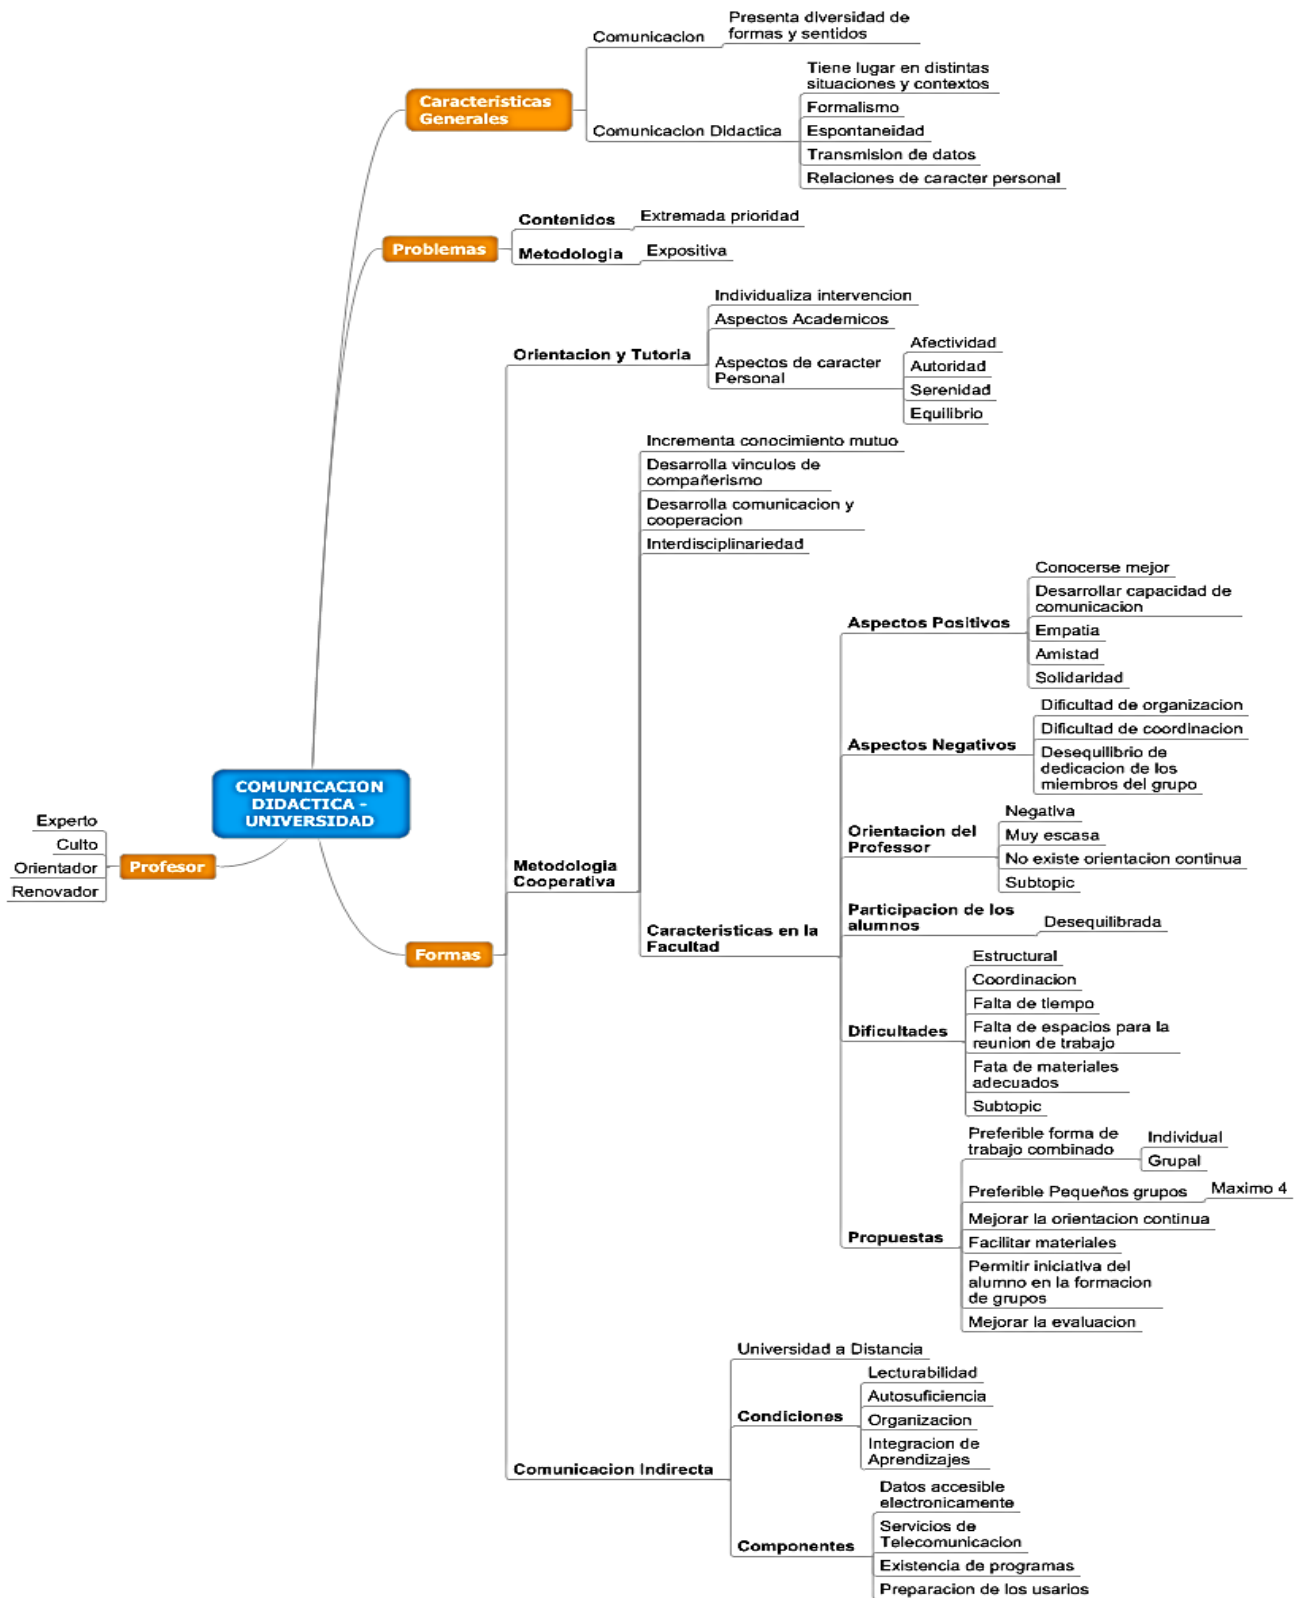 Presenta diversidad de
formas y sentidos
Comunicacion
Tiene lugar en distintas
situaciones y contextos
Caracteristicas
Generales
Formalismo
Comunicacion Didactica
Espontaneidad
Transmision de datos
Relaciones de caracter personal
Problemas
Contenidos
Extremada prioridad
Metodologia
Expositiva
Orientacion y Tutoria
Individualiza intervencion
Aspectos Academicos
Aspectos de caracter
Personal
Afectividad
Autoridad
Serenidad
Equilibrio
Incrementa conocimiento mutuo
Desarrolla vinculos de
compañerismo
Desarrolla comunicacion y
cooperacion
Interdisciplinariedad
Aspectos Positivos
Conocerse mejor
Desarrollar capacidad de
comunicacion
Empatia
Amistad
Solidaridad
Aspectos Negativos
Dificultad de organizacion
Dificultad de coordinacion
Desequilibrio de
dedicacion de los
miembros del grupo
COMUNICACION
DIDACTICA -
UNIVERSIDAD
Experto
Culto
Orientador
Renovador
Profesor
Formas
Metodologia
Cooperativa
Caracteristicas en la
Facultad
Orientacion del
Professor
Negativa
Muy escasa
No existe orientacion continua
Subtopic
Participacion de los
alumnos
Desequilibrada
Dificultades
Estructural
Coordinacion
Falta de tiempo
Falta de espacios para la
reunion de trabajo
Fata de materiales
adecuados
Subtopic
Propuestas
Preferible forma de
trabajo combinado
Individual
Grupal
Preferible Pequeños grupos
Maximo 4
Mejorar la orientacion continua
Facilitar materiales
Permitir iniciativa del
alumno en la formacion
de grupos
Mejorar la evaluacion
Comunicacion Indirecta
Universidad a Distancia
Condiciones
Lecturabilidad
Autosuficiencia
Organizacion
Integracion de
Aprendizajes
Componentes
Datos accesible
electronicamente
Servicios de
Telecomunicacion
Existencia de programas
Preparacion de los usarios